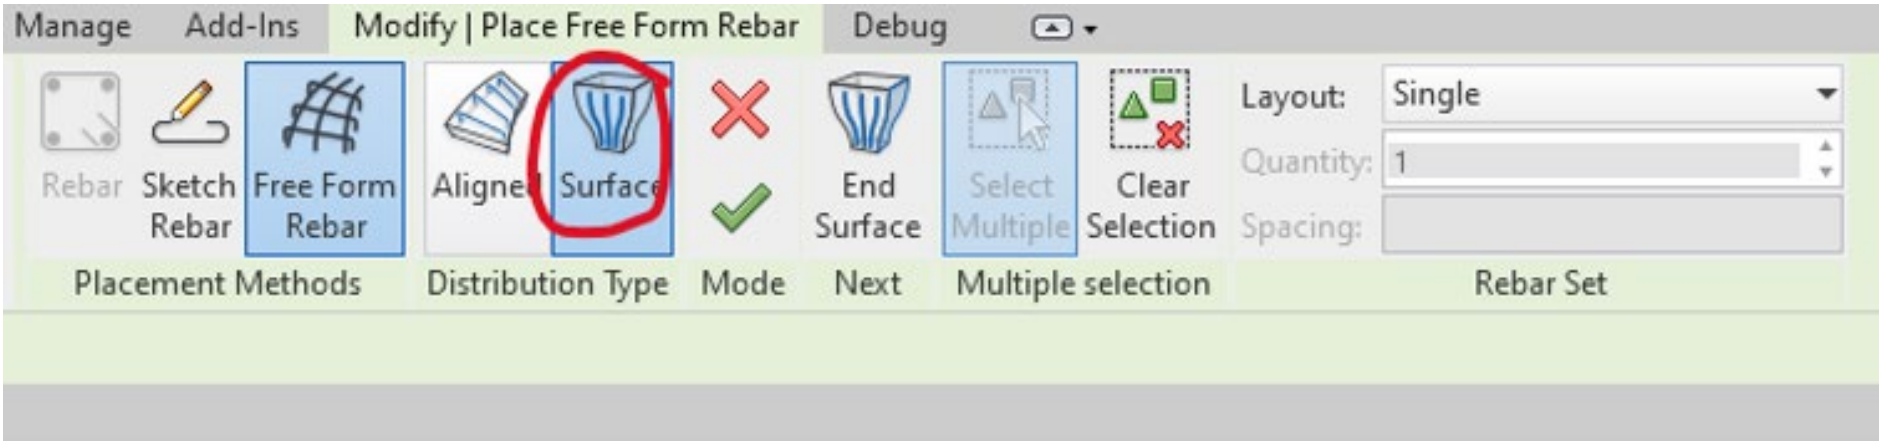 Manage Add-Ins Modify | Place Free Form Rebar Debug
Rebar
Sketch
Rebar
Free Form
Rebar
Aligned
Surface
End
Surface
Select
Multiple
Clear
Selection
Layout: Single
Quantity: 1
Spacing:
Placement Methods Distribution Type Mode Next Multiple selection Rebar Set